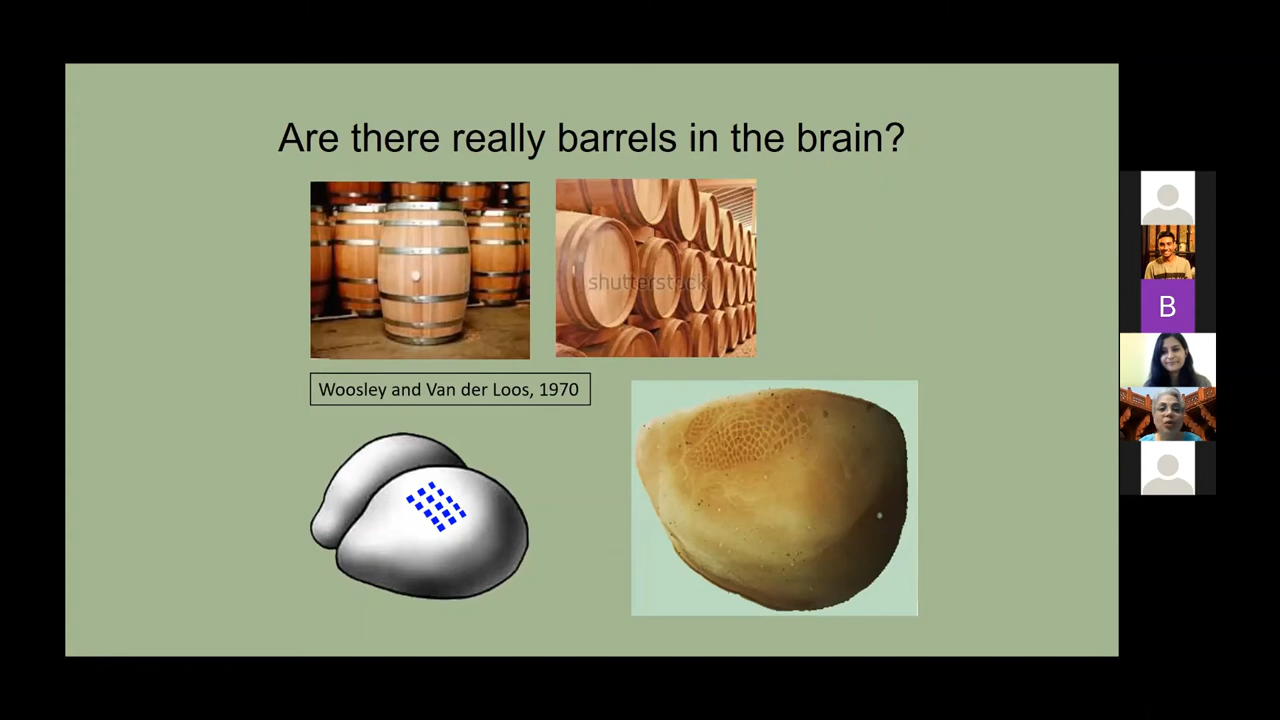 Are there really barrels in the brain?
shutterstock
Woosley and Van der Loos, 1970
B